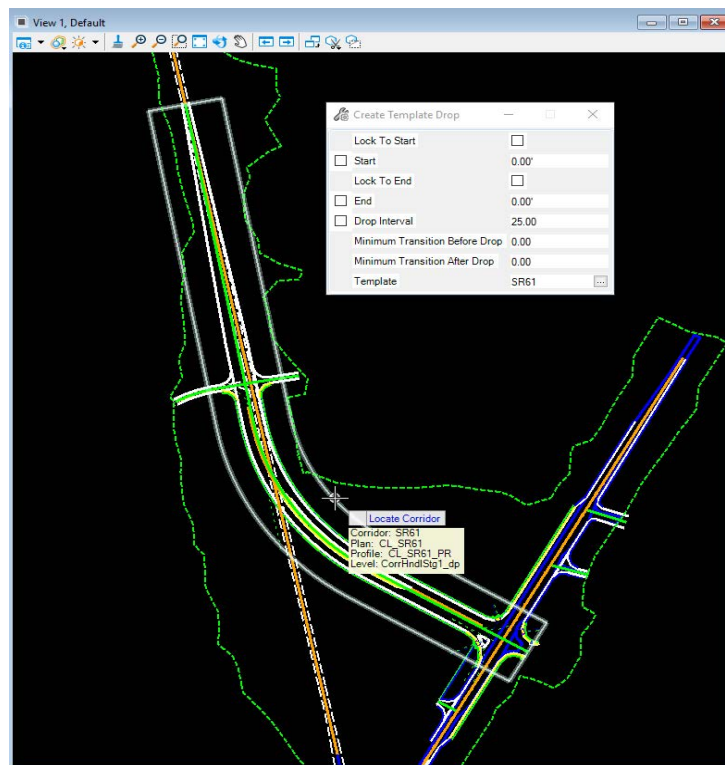 View 1, Default
Create Template Drop
Lock To Start
Start 0.00'
Lock To End
End 0.00'
Drop Interval 25.00
Minimum Transition Before Drop 0.00
Minimum Transition After Drop 0.00
Template SR61 ...
Locate Corridor
Corridor: SR61
Plan: CL_SR61
Profile: CL_SR61_PR
Level: CorrHndlStg1_dp